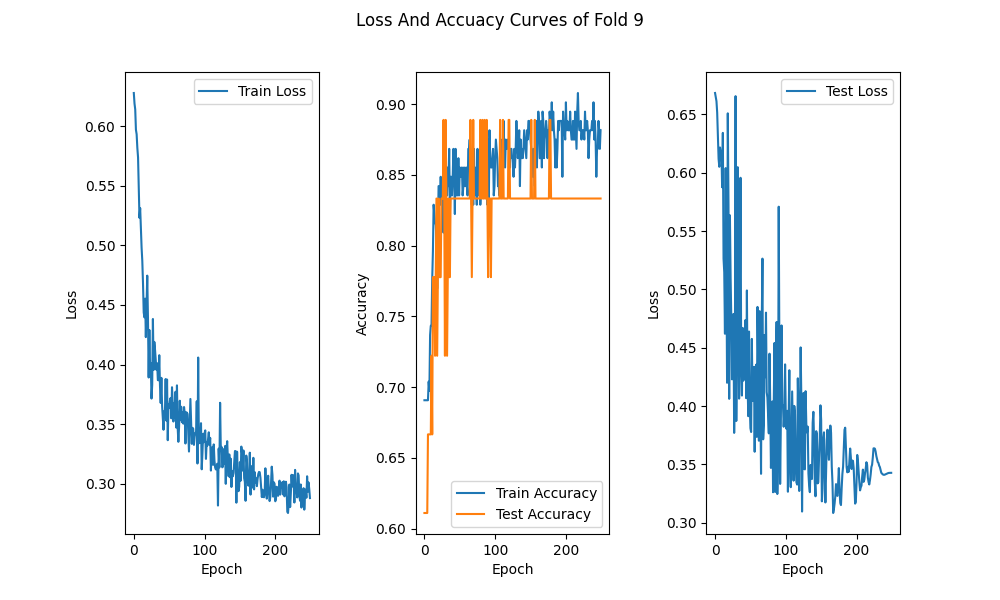 Loss And Accuacy Curves of Fold 9
Train Loss
0.60
0.55
0.50
0.45
0.40
0.35
0.30
Loss
0
100
200
Epoch
0.90
0.85
0.80
0.75
0.70
0.65
0.60
Accuracy
Train Accuracy
Test Accuracy
0
100
200
Epoch
Test Loss
0.65
0.60
0.55
0.50
0.45
0.40
0.35
0.30
Loss
0
100
200
Epoch